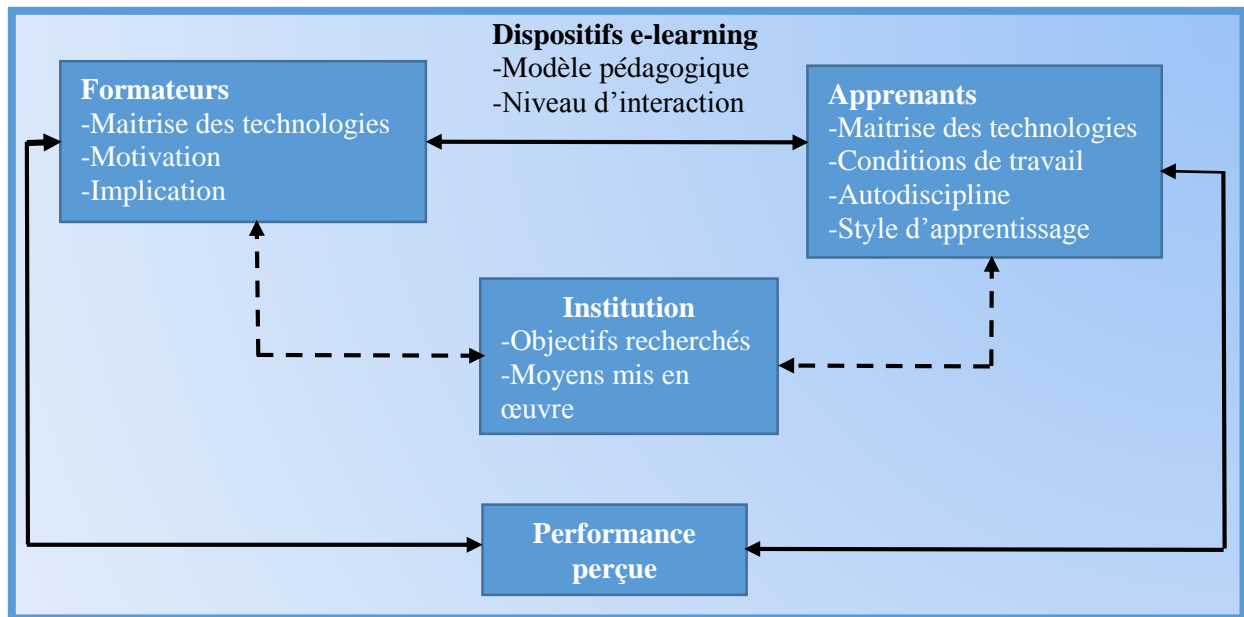 Dispositifs e-learning
-Modèle pédagogique
-Niveau d’interaction
Formateurs
-Maitrise des technologies
-Motivation
-Implication
Apprenants
-Maitrise des technologies
-Conditions de travail
-Autodiscipline
-Style d’apprentissage
Institution
-Objectifs recherchés
-Moyens mis en
œuvre
Performance
perçue